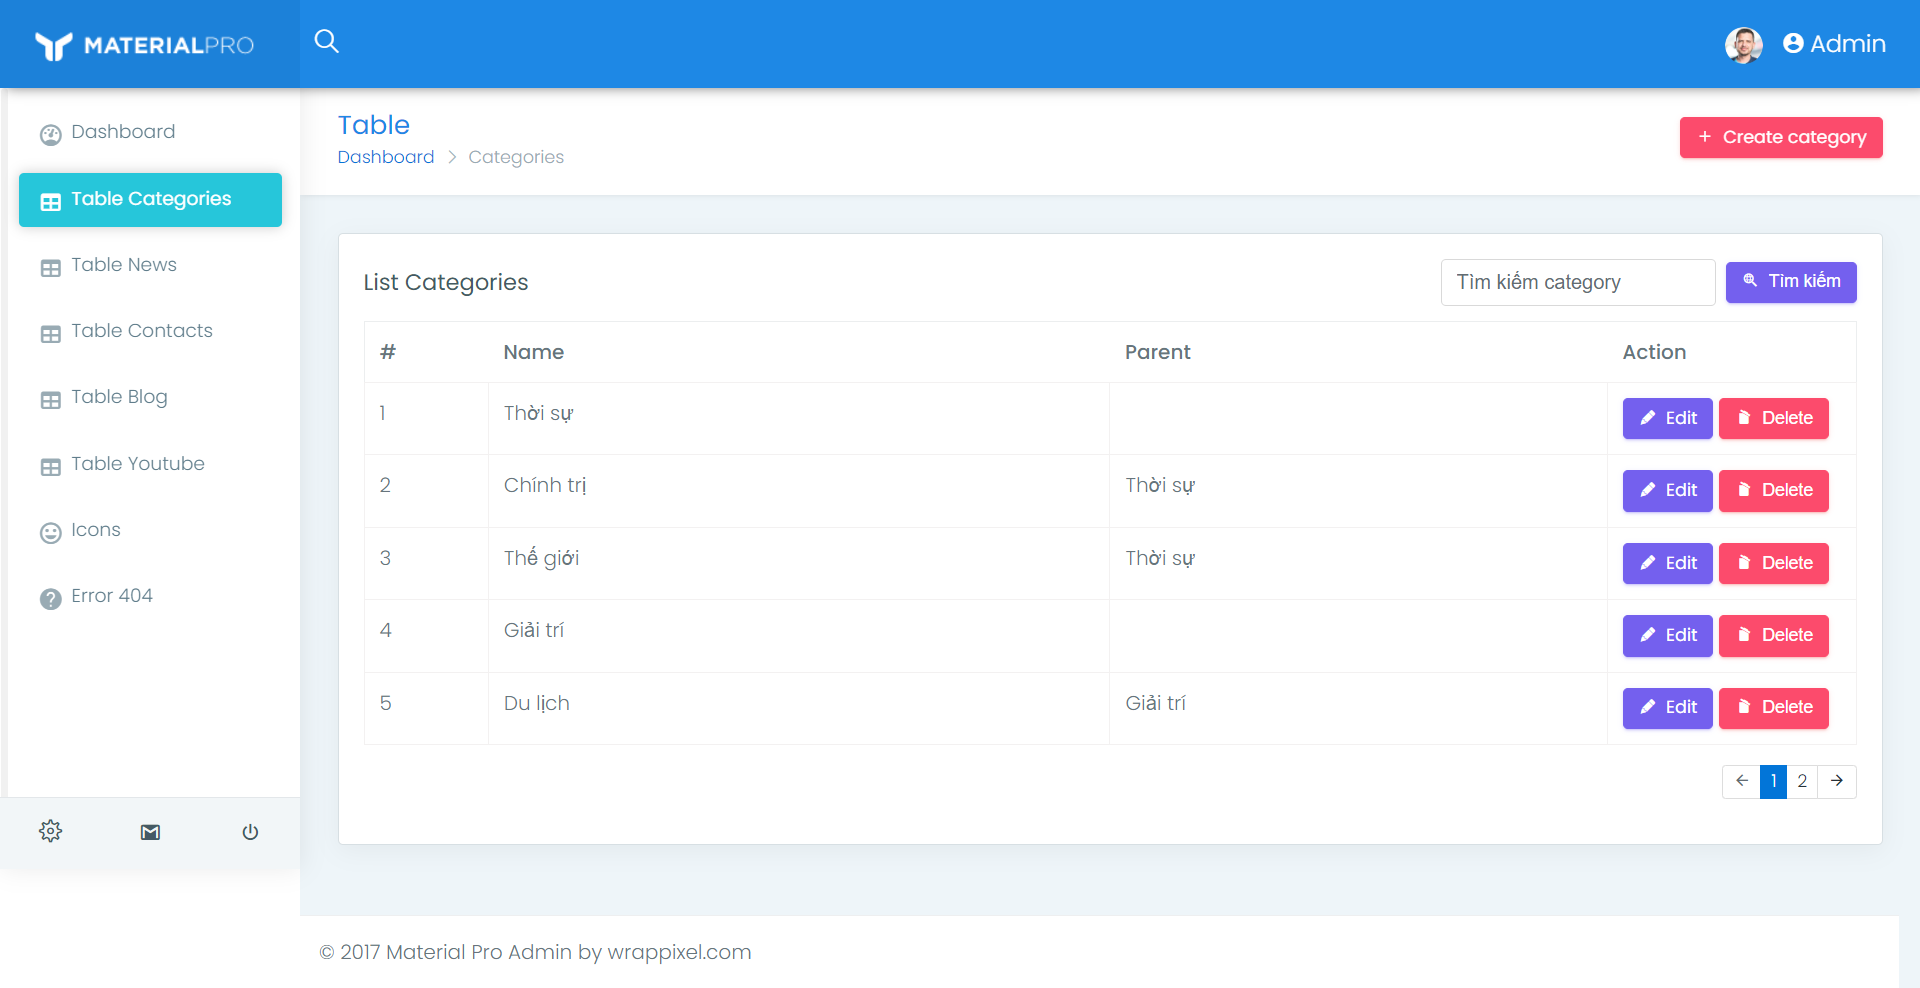 MATERIALPRO
Admin
Dashboard
Table Categories
Table News
Table Contacts
Table Blog
Table Youtube
Icons
Error 404
Table
Dashboard > Categories
+ Create category
List Categories
Tìm kiếm category
Tìm kiếm
# Name Parent Action
1 Thời sự Edit Delete
2 Chính trị Thời sự Edit Delete
3 Thế giới Thời sự Edit Delete
4 Giải trí Edit Delete
5 Du lịch Giải trí Edit Delete
← 1 2 →
© 2017 Material Pro Admin by wrappixel.com